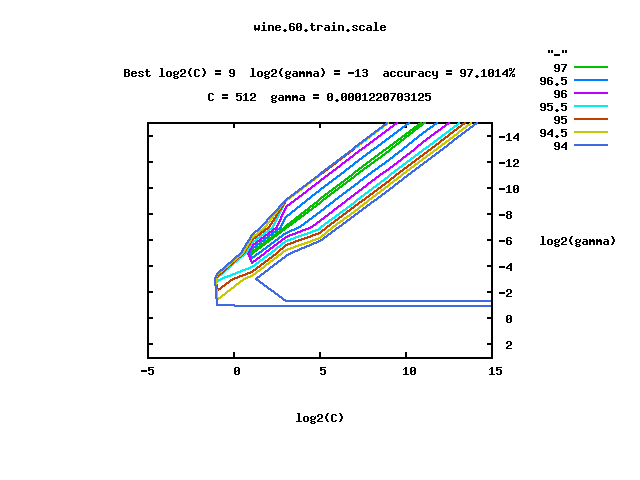 wine.60.train.scale
"-"
Best log2(C) = 9 log2(gamma) = -13 accuracy = 97.1014%
C = 512 gamma = 0.0001220703125
97
96.5
96
95.5
95
94.5
94
-14
-12
-10
-8
-6
-4
-2
0
2
log2(gamma)
-5 0 5 10 15
log2(C)